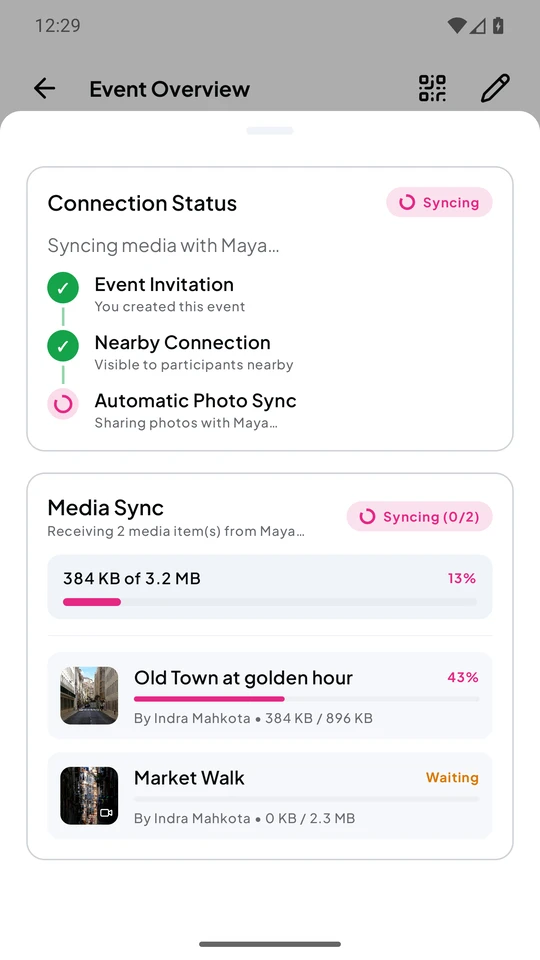 12:29
Event Overview
Connection Status
Syncing
Syncing media with Maya…
Event Invitation
You created this event
Nearby Connection
Visible to participants nearby
Automatic Photo Sync
Sharing photos with Maya…
Media Sync
Syncing (0/2)
Receiving 2 media item(s) from Maya…
384 KB of 3.2 MB
13%
Old Town at golden hour
43%
By Indra Mahkota • 384 KB / 896 KB
Market Walk
Waiting
By Indra Mahkota • 0 KB / 2.3 MB